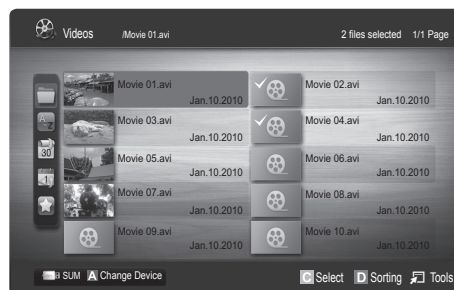 Videos /Movie 01.avi 2 files selected 1/1 Page
Movie 01.avi Movie 02.avi
Jan.10.2010 Jan.10.2010
Movie 03.avi Movie 04.avi
Jan.10.2010 Jan.10.2010
Movie 05.avi Movie 06.avi
Jan.10.2010 Jan.10.2010
Movie 07.avi Movie 08.avi
Jan.10.2010 Jan.10.2010
Movie 09.avi Movie 10.avi
Jan.10.2010 Jan.10.2010
A
Z
30
1
SUM A Change Device C Select D Sorting Tools